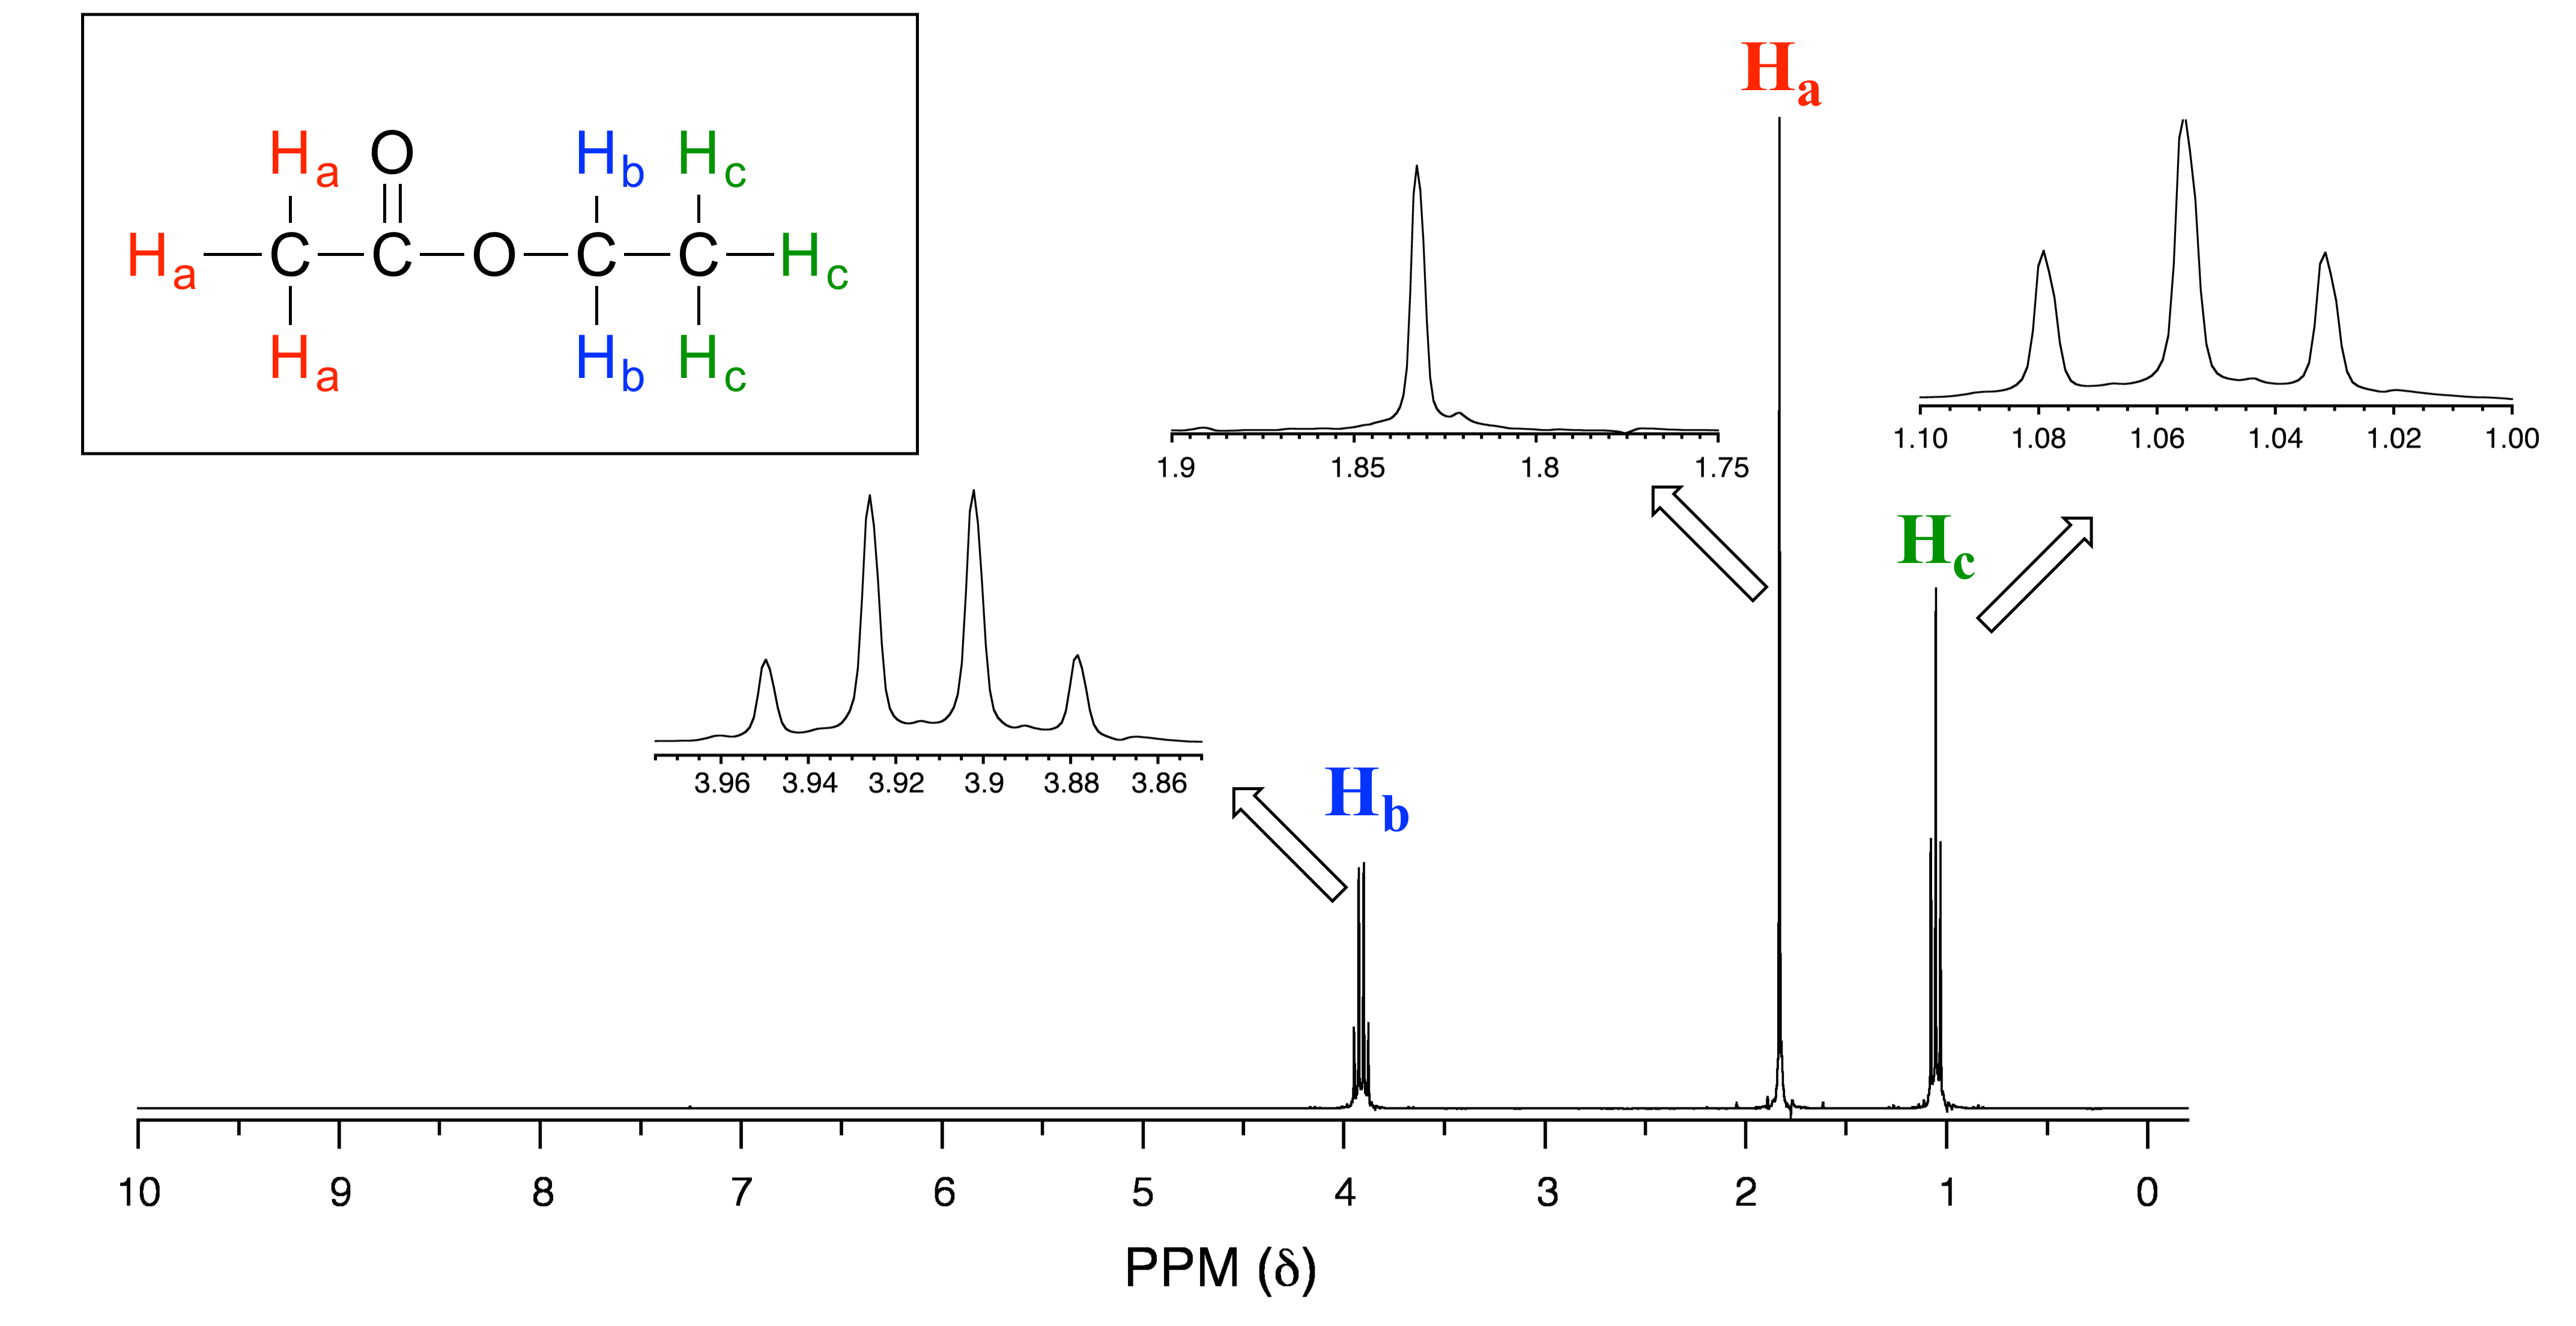 Ha
Ha O Hb Hc
Ha C C O C C Hc
Ha Hb Hc
1.9 1.85 1.8 1.75
Hc
1.10 1.08 1.06 1.04 1.02 1.00
3.96 3.94 3.92 3.9 3.88 3.86
Hb
10 9 8 7 6 5 4 3 2 1 0
PPM (δ)